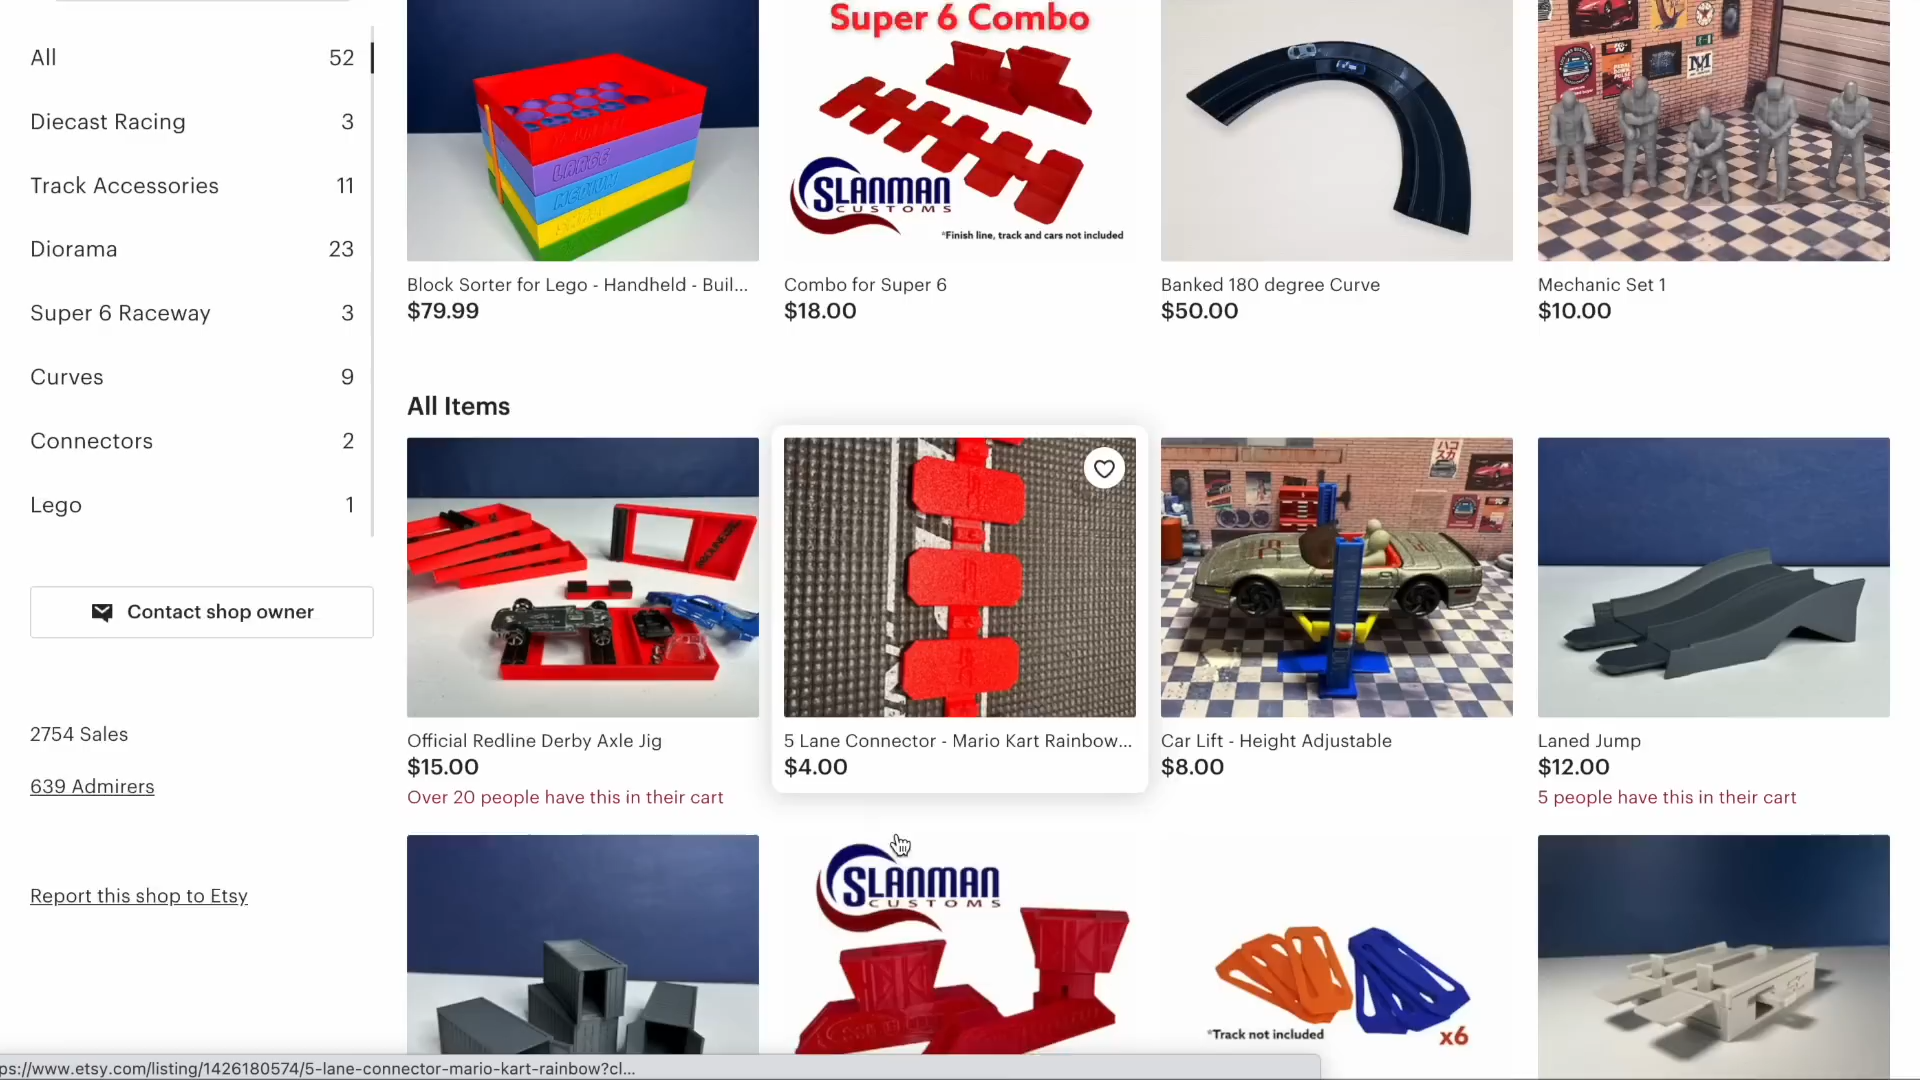 All 52
Diecast Racing 3
Track Accessories 11
Diorama 23
Super 6 Raceway 3
Curves 9
Connectors 2
Lego 1
Contact shop owner
2754 Sales
639 Admirers
Report this shop to Etsy
Super 6 Combo
SLANMAN
CUSTOMS
*Finish line, track and cars not included
Block Sorter for Lego - Handheld - Buil...
$79.99
Combo for Super 6
$18.00
Banked 180 degree Curve
$50.00
Mechanic Set 1
$10.00
All Items
Official Redline Derby Axle Jig
$15.00
Over 20 people have this in their cart
5 Lane Connector - Mario Kart Rainbow...
$4.00
Car Lift - Height Adjustable
$8.00
Laned Jump
$12.00
5 people have this in their cart
SLANMAN
CUSTOMS
*Track not included
x6
ps://www.etsy.com/listing/1426180574/5-lane-connector-mario-kart-rainbow?cl...